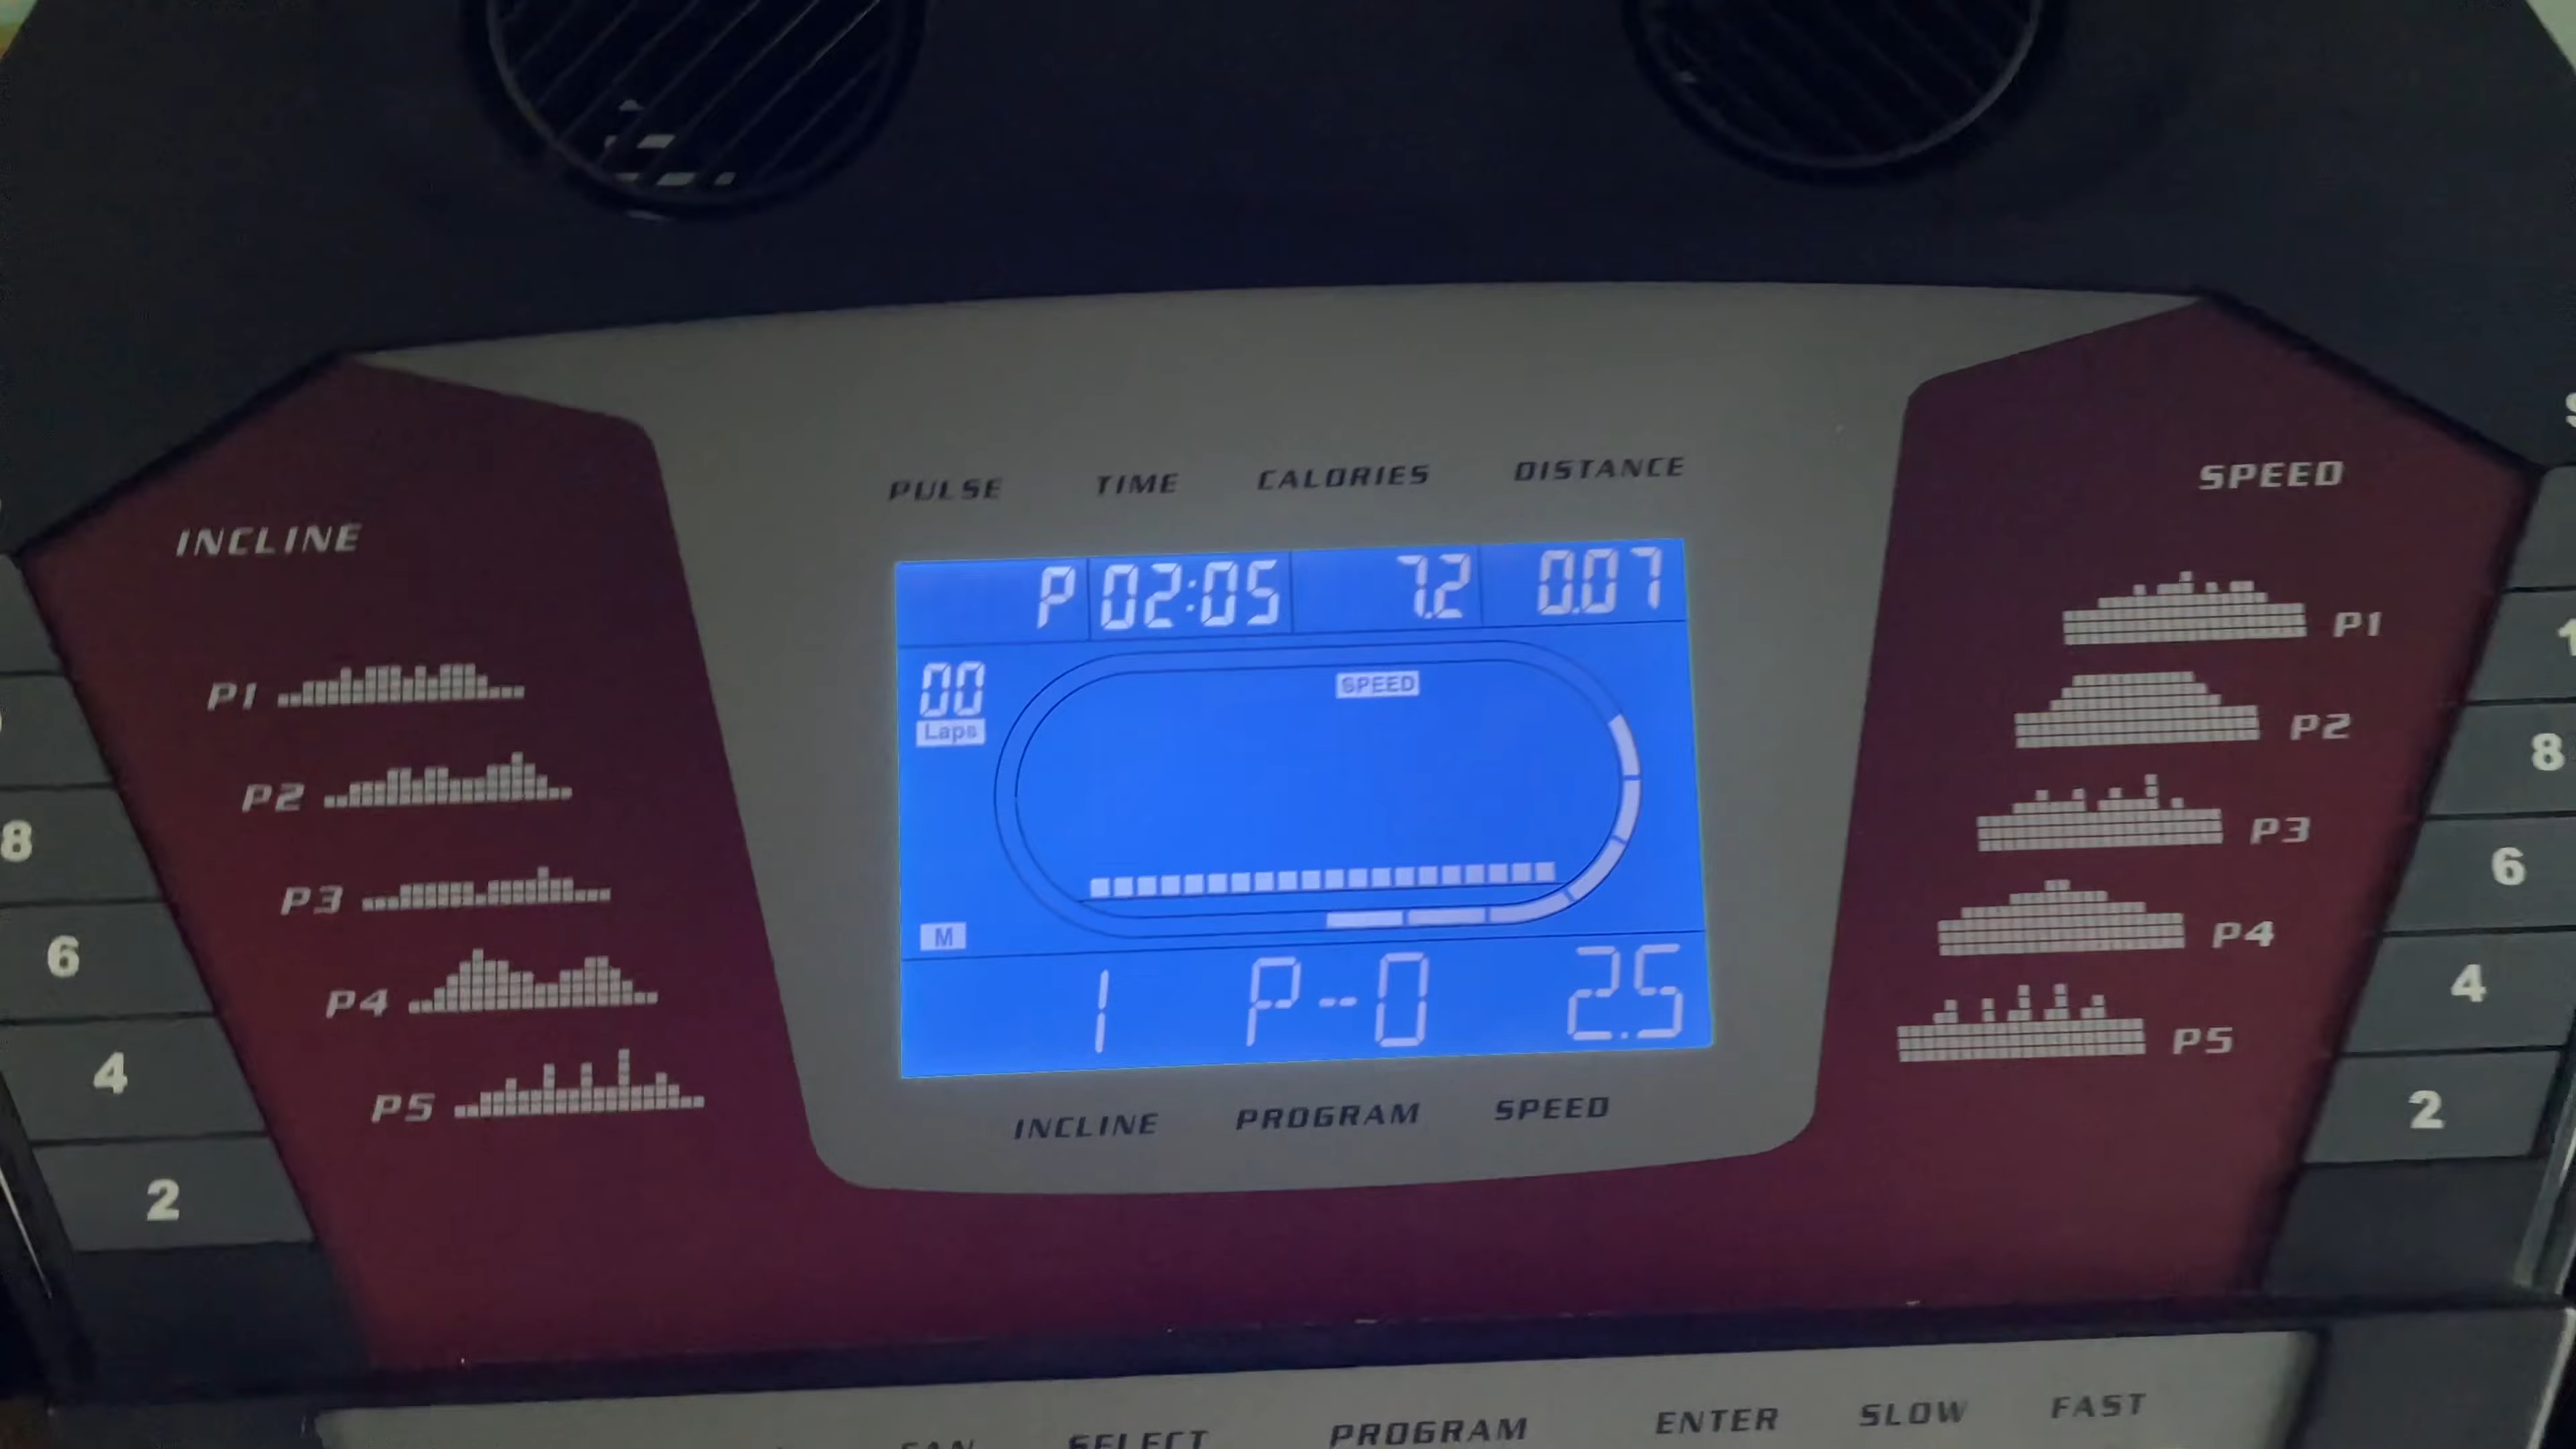 PULSE TIME CALORIES DISTANCE
SPEED
INCLINE
P 02:05 7.2 0.07
P1
00
Laps
SPEED
P1
P2
P2
8
P3
P3
8
6
P4
M
P4
6
4
1 P-0 2.5
P5
4
P5
2
INCLINE PROGRAM SPEED
2
SELECT PROGRAM ENTER SLOW FAST